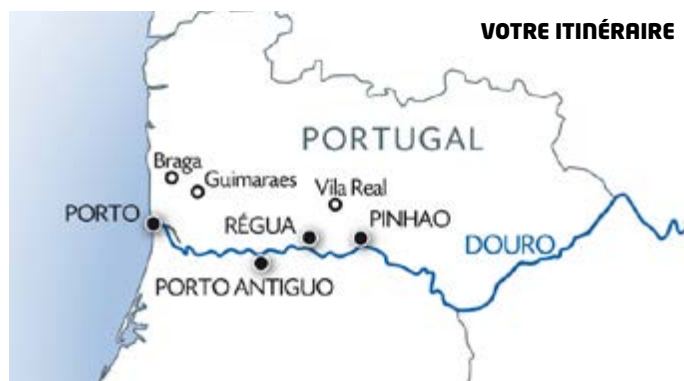 VOTRE ITINÉRAIRE
PORTUGAL
Braga
Guimaraes
Vila Real
PORTO
RÉGUA
PINHAO
DOURO
PORTO ANTIGUO